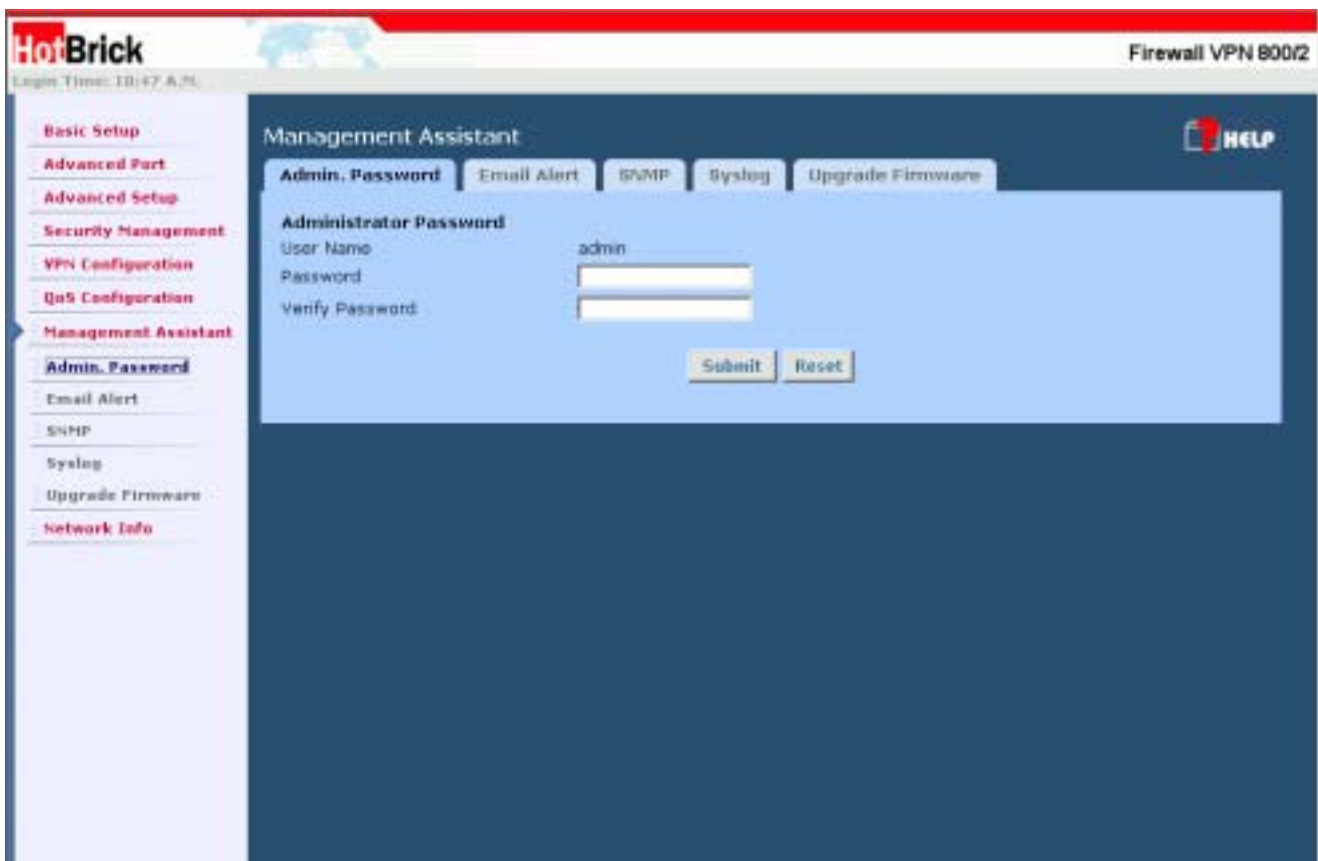 HotBrick
Firewall VPN 800/2
Login Time: 10:47 A.M.
Basic Setup
Advanced Port
Advanced Setup
Security Management
VPN Configuration
QoS Configuration
Management Assistant
Admin. Password
Email Alert
SNMP
Syslog
Upgrade Firmware
Network Info
Management Assistant
HELP
Admin. Password
Email Alert
SNMP
Syslog
Upgrade Firmware
Administrator Password
User Name admin
Password
Verify Password
Submit
Reset